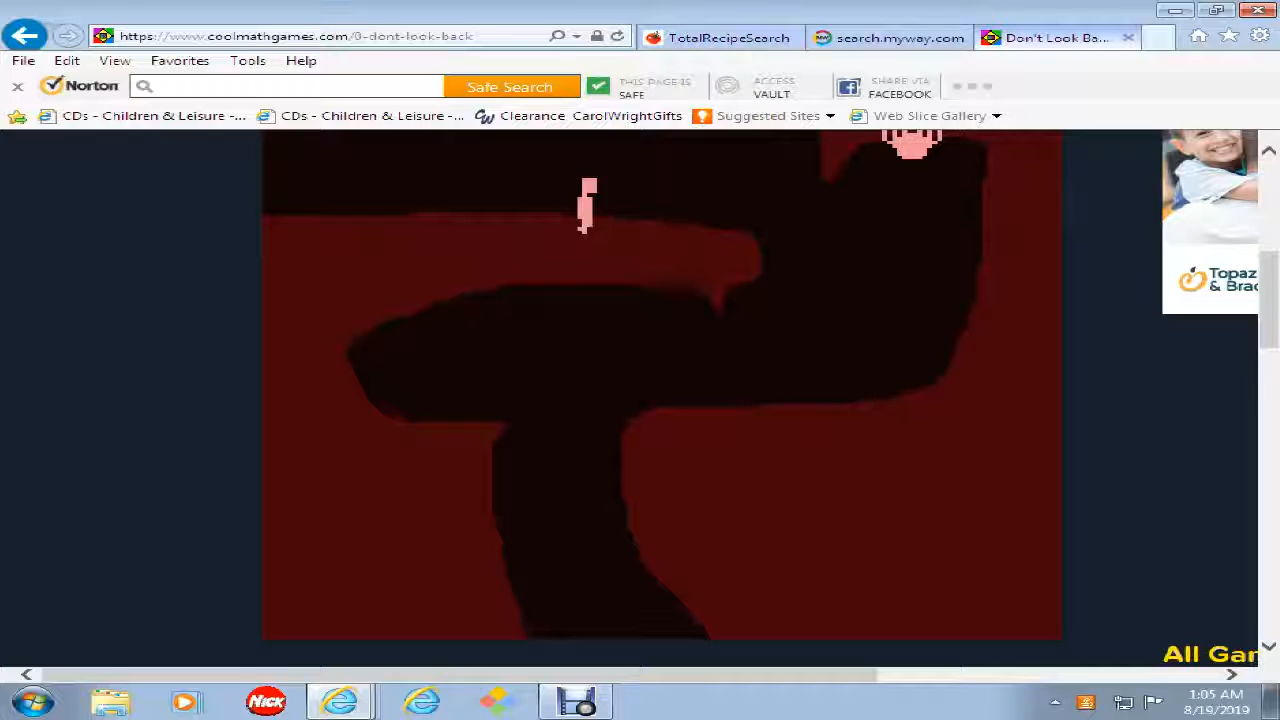 https://www.coolmathgames.com/0-dont-look-back
TotalRecipeSearch
search.myway.com
Don't Look Ba...
File Edit View Favorites Tools Help
Norton
Safe Search
THIS PAGE IS
SAFE
ACCESS
VAULT
SHARE VIA
FACEBOOK
CDs - Children & Leisure -...
CDs - Children & Leisure -...
Clearance CarolWrightGifts
Suggested Sites
Web Slice Gallery
Topaz
& Brac
All Gar
NICK
1:05 AM
8/19/2019